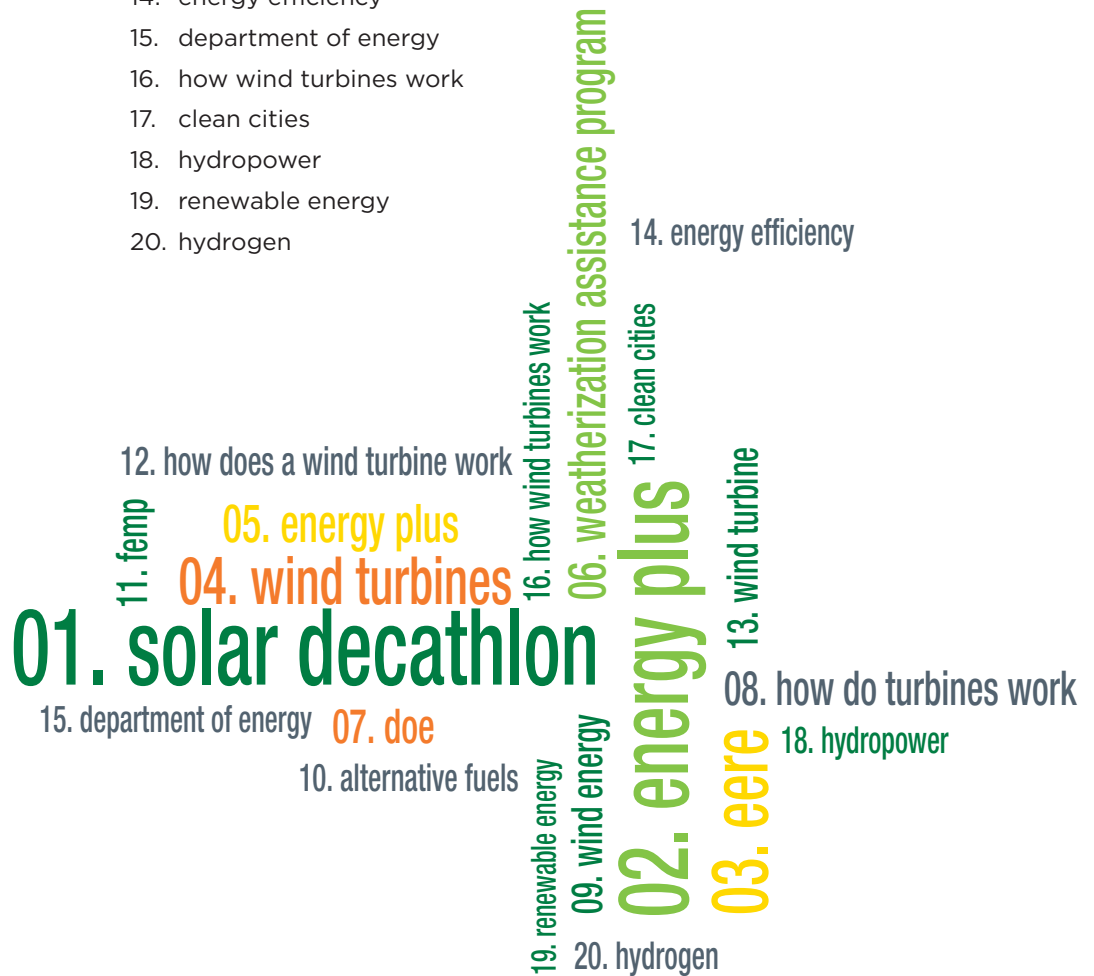 14. energy efficiency
15. department of energy
16. how wind turbines work
17. clean cities
18. hydropower
19. renewable energy
20. hydrogen
06. weatherization assistance program
14. energy efficiency
16. how wind turbines work
17. clean cities
12. how does a wind turbine work
13. wind turbine
02. energy plus
11. femp
05. energy plus
04. wind turbines
01. solar decathlon
08. how do turbines work
15. department of energy
07. doe
03. eere
18. hydropower
10. alternative fuels
09. wind energy
19. renewable energy
20. hydrogen